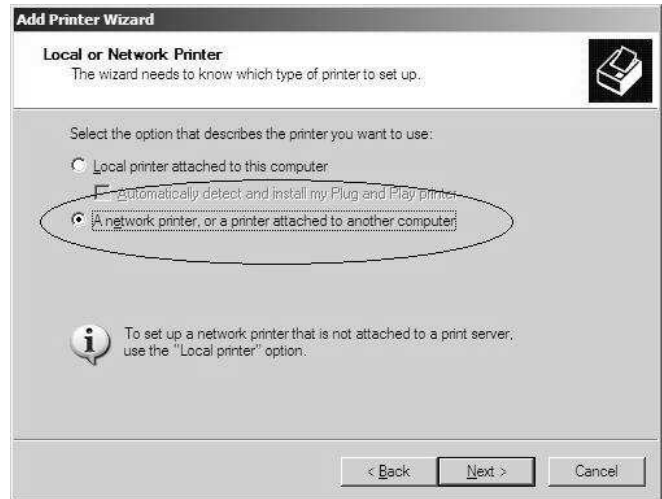 Add Printer Wizard
Local or Network Printer
The wizard needs to know which type of printer to set up.
Select the option that describes the printer you want to use:
Local printer attached to this computer
Automatically detect and install my Plug and Play printer
A network printer, or a printer attached to another computer
To set up a network printer that is not attached to a print server,
use the "Local printer" option.
< Back Next > Cancel